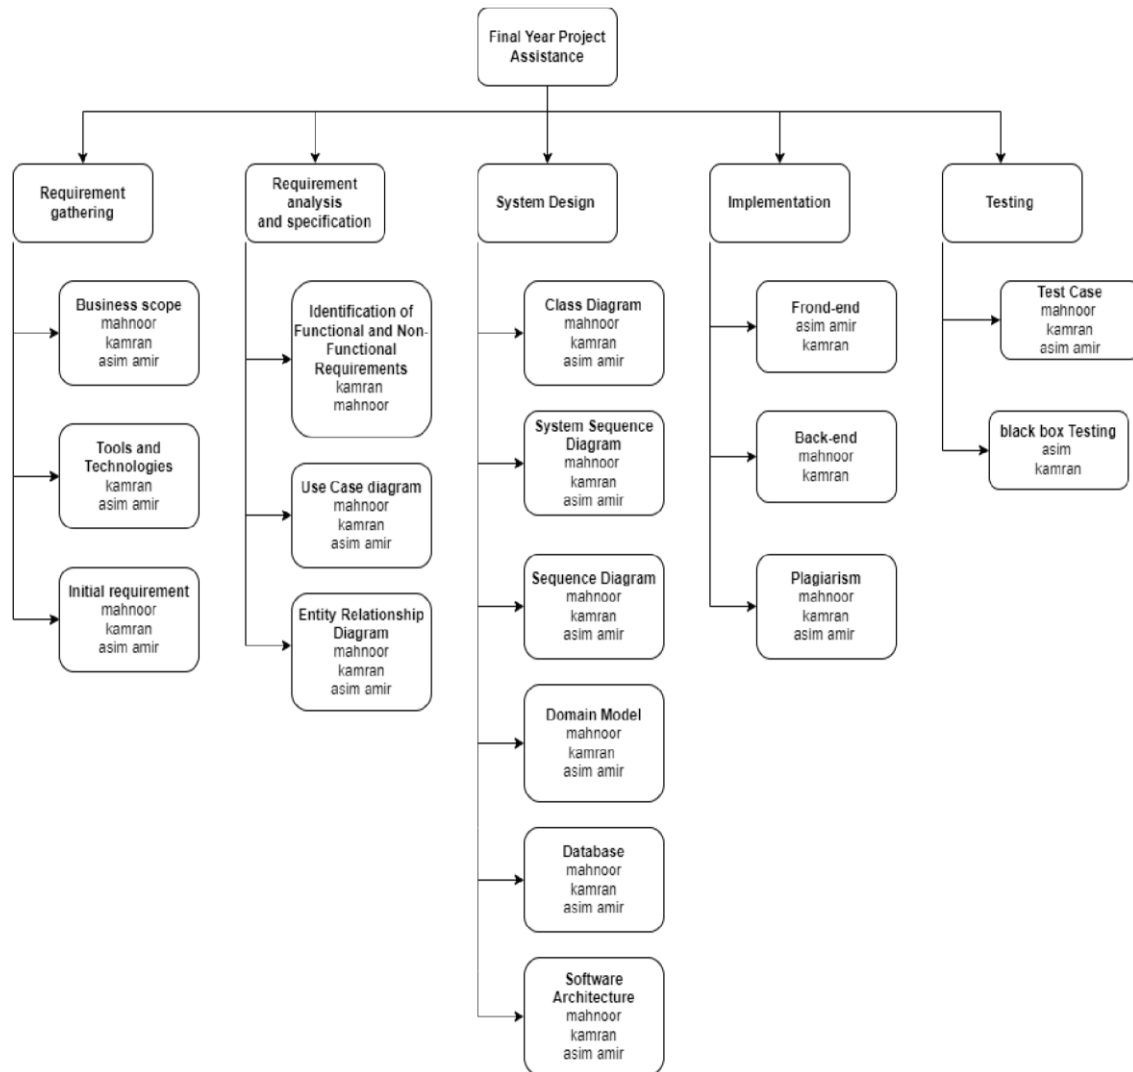 Final Year Project
Assistance
Requirement
gathering
Requirement
analysis
and specification
System Design
Implementation
Testing
Business scope
mahnoor
kamran
asim amir
Tools and
Technologies
kamran
asim amir
Initial requirement
mahnoor
kamran
asim amir
Identification of
Functional and Non-
Functional
Requirements
kamran
mahnoor
Use Case diagram
mahnoor
kamran
asim amir
Entity Relationship
Diagram
mahnoor
kamran
asim amir
Class Diagram
mahnoor
kamran
asim amir
System Sequence
Diagram
mahnoor
kamran
asim amir
Sequence Diagram
mahnoor
kamran
asim amir
Domain Model
mahnoor
kamran
asim amir
Database
mahnoor
kamran
asim amir
Software
Architecture
mahnoor
kamran
asim amir
Frond-end
asim amir
kamran
Back-end
mahnoor
kamran
Plagiarism
mahnoor
kamran
asim amir
Test Case
mahnoor
kamran
asim amir
black box Testing
asim
kamran